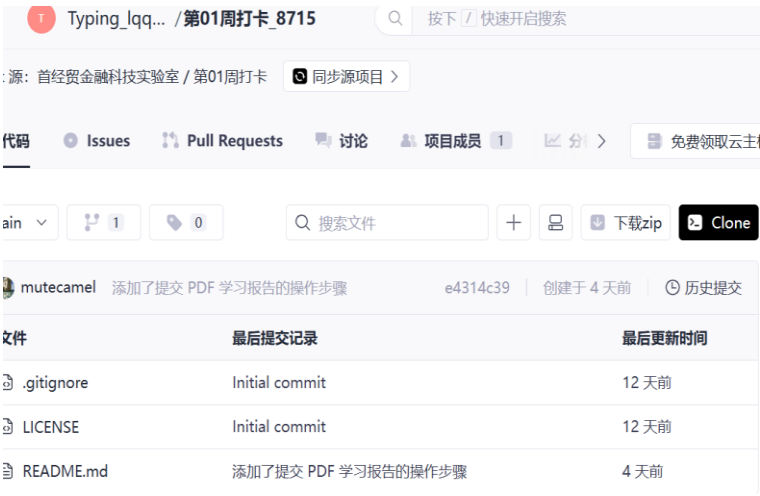 T Typing_lqq... /第01周打卡_8715 按下 / 快速开启搜索
源：首经贸金融科技实验室 / 第01周打卡 同步源项目
代码 Issues Pull Requests 讨论 项目成员 1 免费领取云主
ain 1 0 搜索文件 下载zip Clone
mutecamel 添加了提交 PDF 学习报告的操作步骤 e4314c39 创建于 4 天前 历史提交
文件 最后提交记录 最后更新时间
.gitignore Initial commit 12 天前
LICENSE Initial commit 12 天前
README.md 添加了提交 PDF 学习报告的操作步骤 4 天前